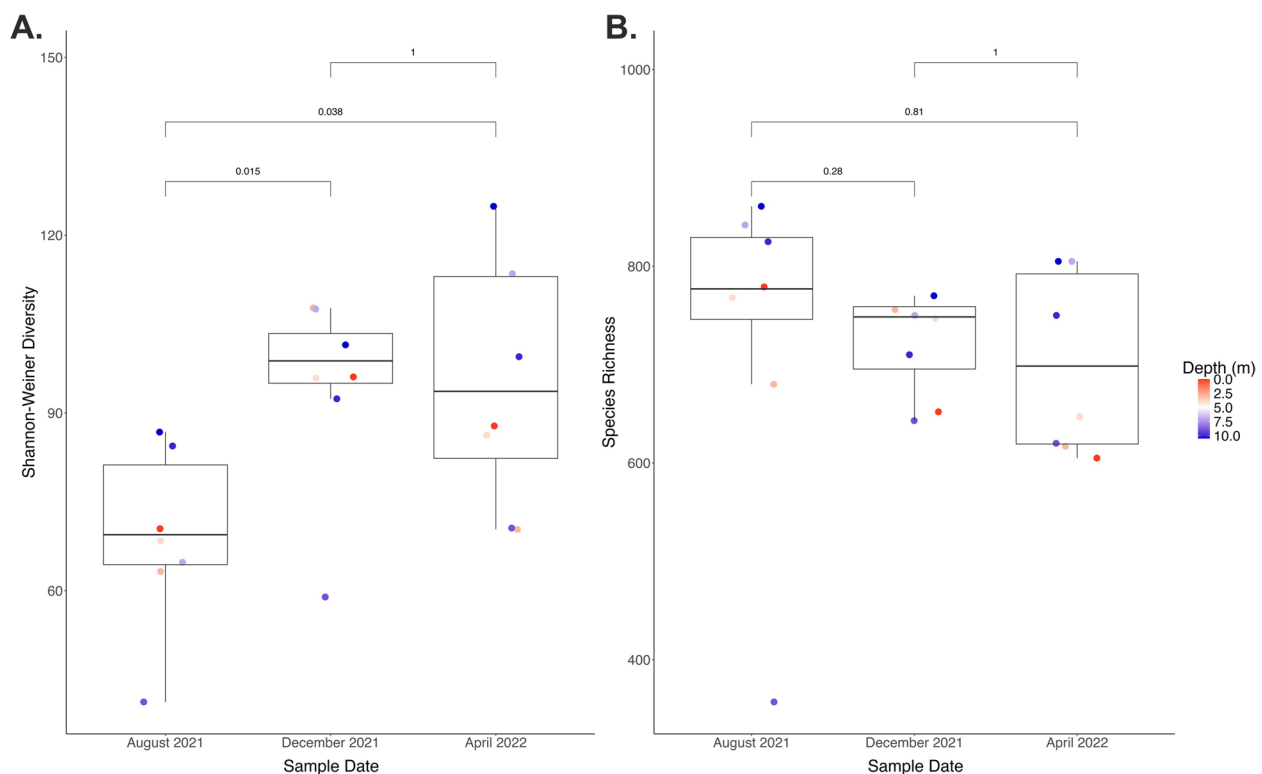 A.
150
120
90
60
Shannon-Weiner Diversity
1
0.038
0.015
August 2021
December 2021
April 2022
Sample Date
B.
1000
800
600
400
Species Richness
1
0.81
0.28
August 2021
December 2021
April 2022
Sample Date
Depth (m)
0.0
2.5
5.0
7.5
10.0